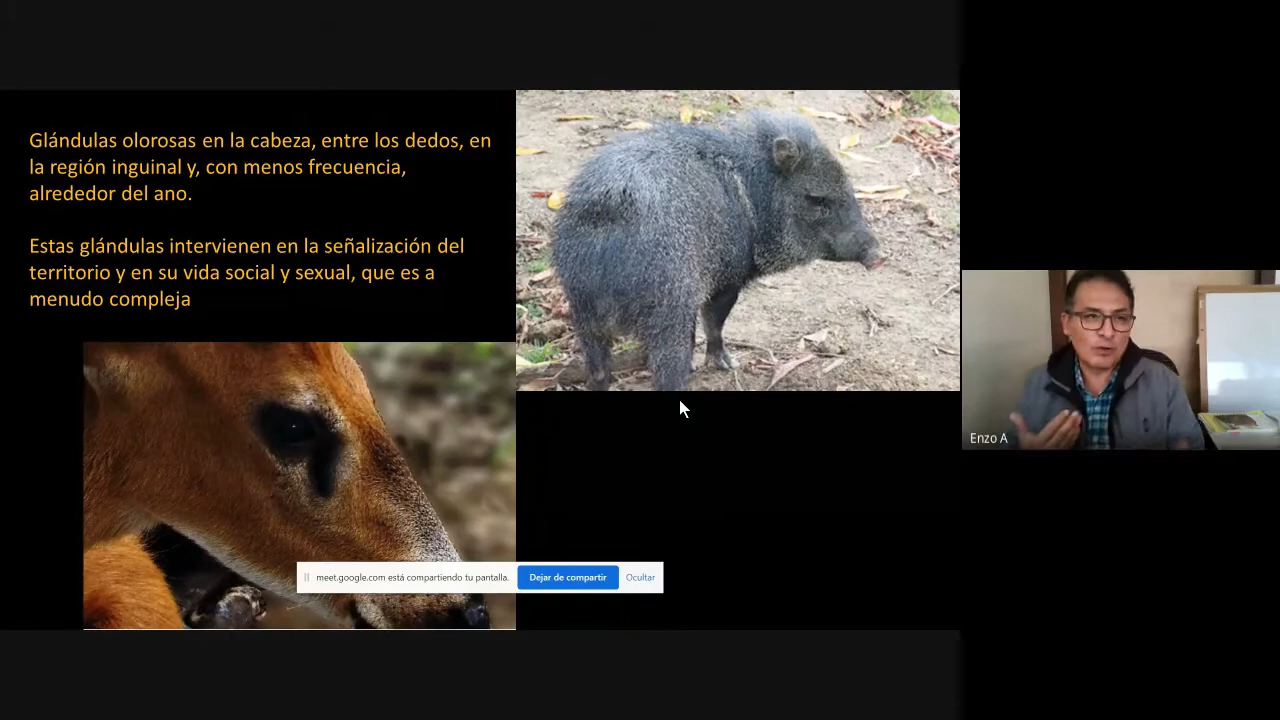 Glándulas olorosas en la cabeza, entre los dedos, en
la región inguinal y, con menos frecuencia,
alrededor del ano.
Estas glándulas intervienen en la señalización del
territorio y en su vida social y sexual, que es a
menudo compleja
Enzo A
meet.google.com está compartiendo tu pantalla. Dejar de compartir Ocultar